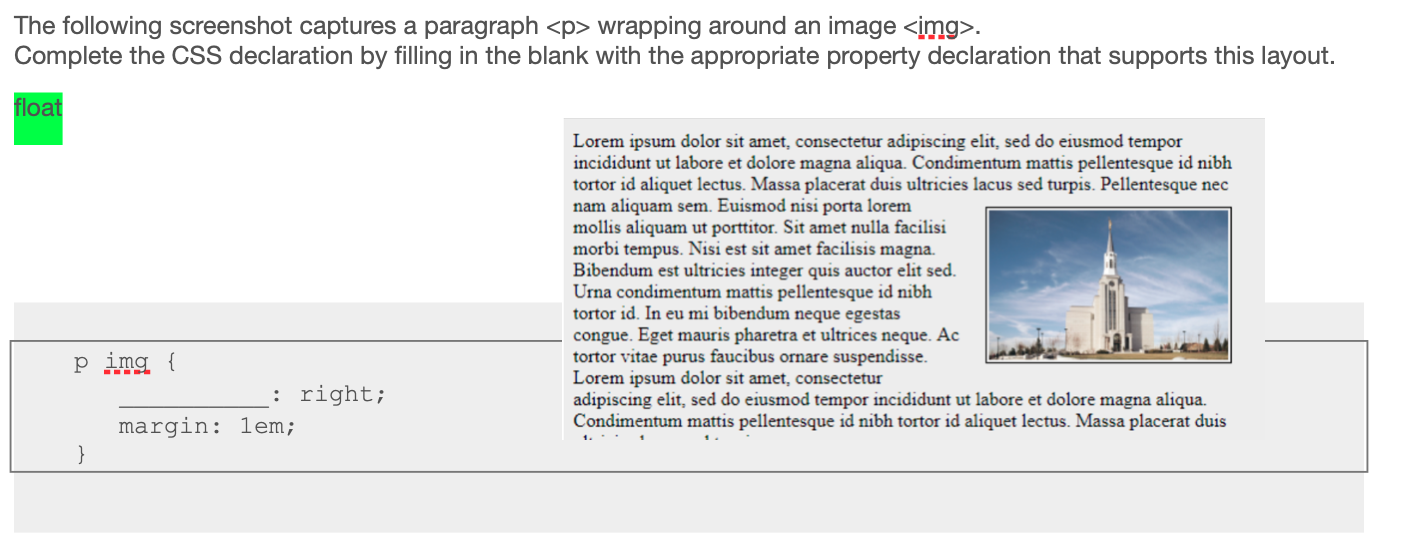 The following screenshot captures a paragraph <p> wrapping around an image <img>.
Complete the CSS declaration by filling in the blank with the appropriate property declaration that supports this layout.
float
Lorem ipsum dolor sit amet, consectetur adipiscing elit, sed do eiusmod tempor
incididunt ut labore et dolore magna aliqua. Condimentum mattis pellentesque id nibh
tortor id aliquet lectus. Massa placerat duis ultricies lacus sed turpis. Pellentesque nec
nam aliquam sem. Euismod nisi porta lorem
mollis aliquam ut porttitor. Sit amet nulla facilisi
morbi tempus. Nisi est sit amet facilisis magna.
Bibendum est ultricies integer quis auctor elit sed.
Urna condimentum mattis pellentesque id nibh
tortor id. In eu mi bibendum neque egestas
congue. Eget mauris pharetra et ultrices neque. Ac
tortor vitae purus faucibus ornare suspendisse.
Lorem ipsum dolor sit amet, consectetur
adipiscing elit, sed do eiusmod tempor incididunt ut labore et dolore magna aliqua.
Condimentum mattis pellentesque id nibh tortor id aliquet lectus. Massa placerat duis
p img {
__________: right;
margin: 1em;
}